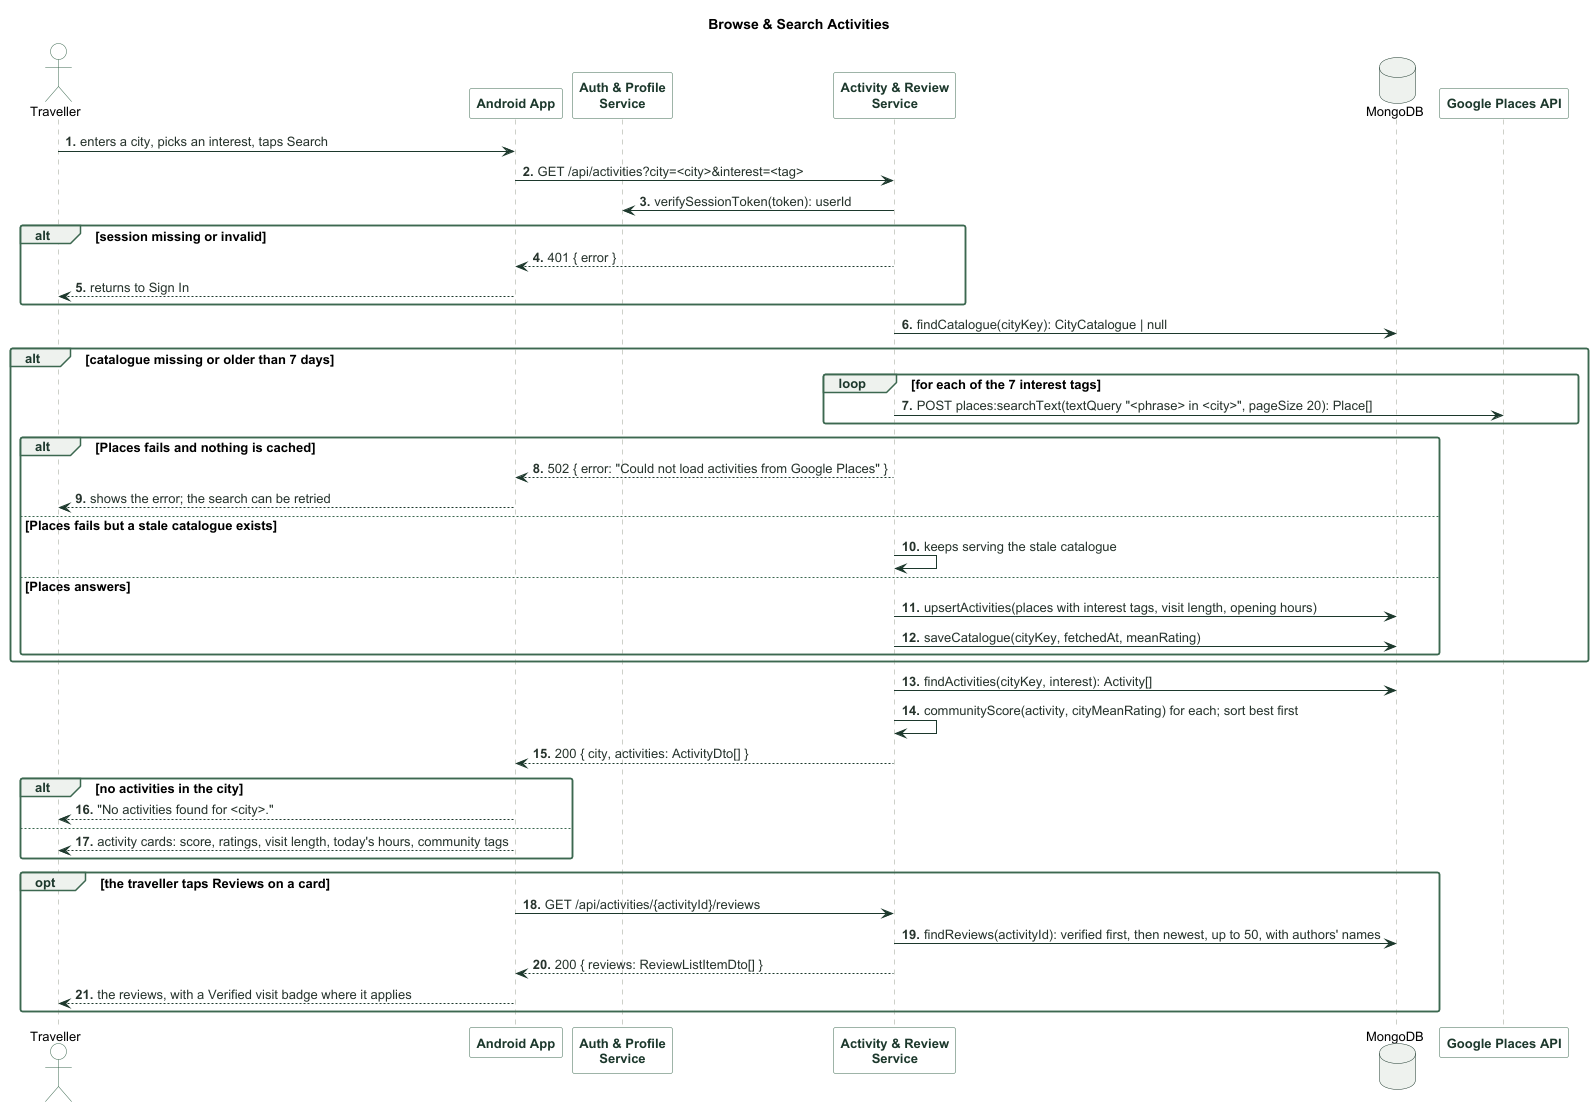 Browse & Search Activities
Traveller
Android App
Auth & Profile
Service
Activity & Review
Service
MongoDB
Google Places API
1. enters a city, picks an interest, taps Search
2. GET /api/activities?city=<city>&interest=<tag>
3. verifySessionToken(token): userId
alt [session missing or invalid]
4. 401 { error }
5. returns to Sign In
6. findCatalogue(cityKey): CityCatalogue | null
alt [catalogue missing or older than 7 days]
loop [for each of the 7 interest tags]
7. POST places:searchText(textQuery "<phrase> in <city>", pageSize 20): Place[]
alt [Places fails and nothing is cached]
8. 502 { error: "Could not load activities from Google Places" }
9. shows the error; the search can be retried
[Places fails but a stale catalogue exists]
10. keeps serving the stale catalogue
[Places answers]
11. upsertActivities(places with interest tags, visit length, opening hours)
12. saveCatalogue(cityKey, fetchedAt, meanRating)
13. findActivities(cityKey, interest): Activity[]
14. communityScore(activity, cityMeanRating) for each; sort best first
15. 200 { city, activities: ActivityDto[] }
alt [no activities in the city]
16. "No activities found for <city>."
17. activity cards: score, ratings, visit length, today's hours, community tags
opt [the traveller taps Reviews on a card]
18. GET /api/activities/{activityId}/reviews
19. findReviews(activityId): verified first, then newest, up to 50, with authors' names
20. 200 { reviews: ReviewListItemDto[] }
21. the reviews, with a Verified visit badge where it applies
Traveller
Android App
Auth & Profile
Service
Activity & Review
Service
MongoDB
Google Places API